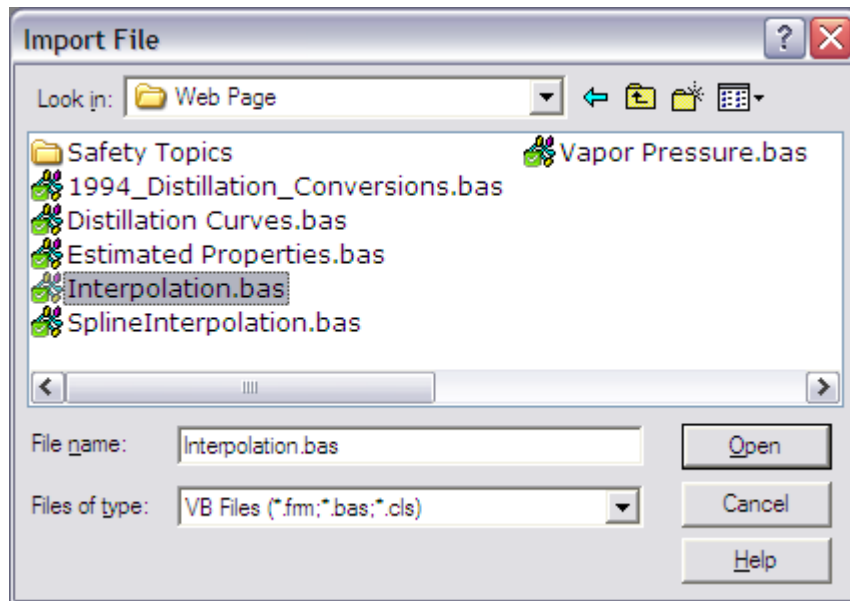 Import File
Look in: Web Page
Safety Topics
1994_Distillation_Conversions.bas
Distillation Curves.bas
Estimated Properties.bas
Interpolation.bas
SplineInterpolation.bas
Vapor Pressure.bas
File name: Interpolation.bas
Open
Files of type: VB Files (*.frm;*.bas;*.cls)
Cancel
Help